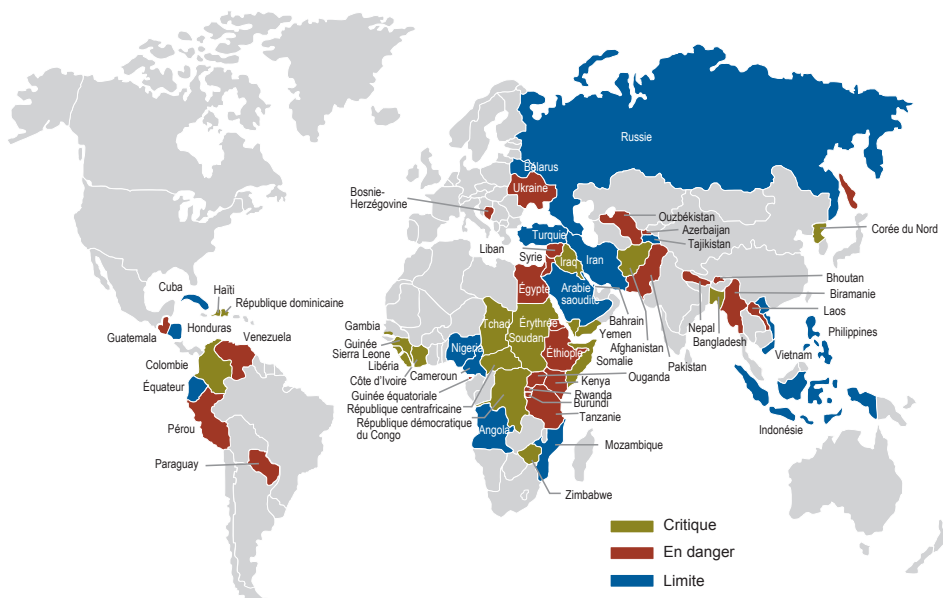 Russie
Bélarus
Ukraine
Bosnie-
Herzégovine
Ouzbékistan
Azerbaijan
Tajikistan
Corée du Nord
Turquie
Liban
Syrie
Iraq
Iran
Égypte
Arabie
saoudite
Bhoutan
Biramanie
Laos
Philippines
Cuba
Haïti
République dominicaine
Guatemala
Honduras
Venezuela
Colombie
Équateur
Pérou
Paraguay
Gambia
Guinée
Sierra Leone
Libéria
Côte d'Ivoire
Tchad
Érythrée
Soudan
Nigeria
Cameroun
Guinée équatoriale
République centrafricaine
République démocratique
du Congo
Éthiopie
Bahrain
Yemen
Afghanistan
Somalie
Pakistan
Nepal
Bangladesh
Vietnam
Ouganda
Kenya
Rwanda
Burundi
Tanzanie
Angola
Mozambique
Zimbabwe
Indonésie
Critique
En danger
Limite